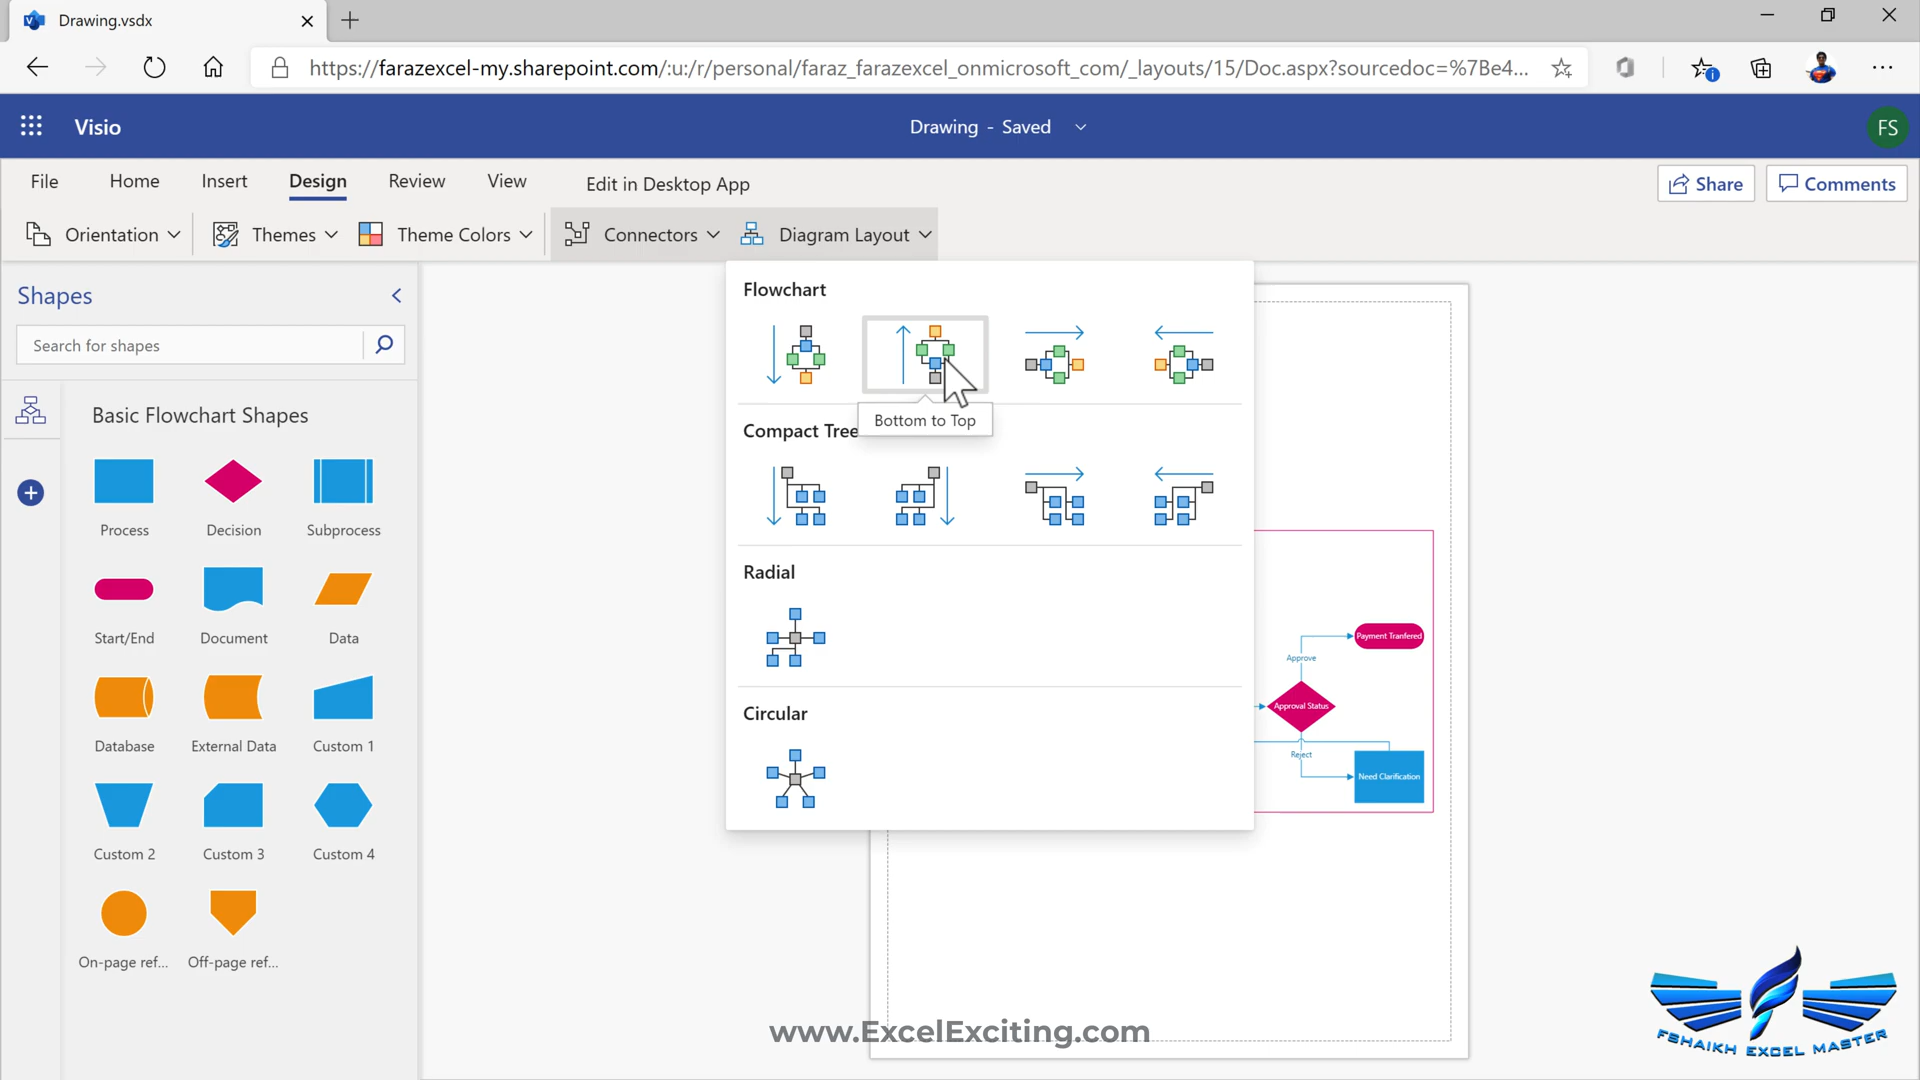 Drawing.vsdx
https://farazexcel-my.sharepoint.com/:u:/r/personal/faraz_farazexcel_onmicrosoft_com/_layouts/15/Doc.aspx?sourcedoc=%7Be4...
Visio
Drawing - Saved
FS
File Home Insert Design Review View Edit in Desktop App
Share
Comments
Orientation Themes Theme Colors Connectors Diagram Layout
Shapes
Search for shapes
Basic Flowchart Shapes
Process Decision Subprocess
Start/End Document Data
Database External Data Custom 1
Custom 2 Custom 3 Custom 4
On-page ref... Off-page ref...
Flowchart
Bottom to Top
Compact Tree
Radial
Circular
Payment Tranfered
Approve
Approval Status
Reject
Need Clarification
www.ExcelExciting.com
FSHAIKH EXCEL MASTER